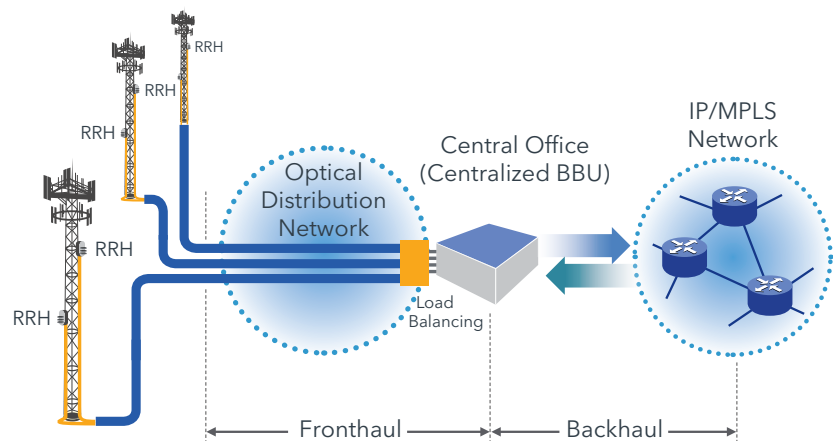 RRH
RRH
RRH
RRH
RRH
Optical
Distribution
Network
Load
Balancing
Central Office
(Centralized BBU)
IP/MPLS
Network
Fronthaul
Backhaul